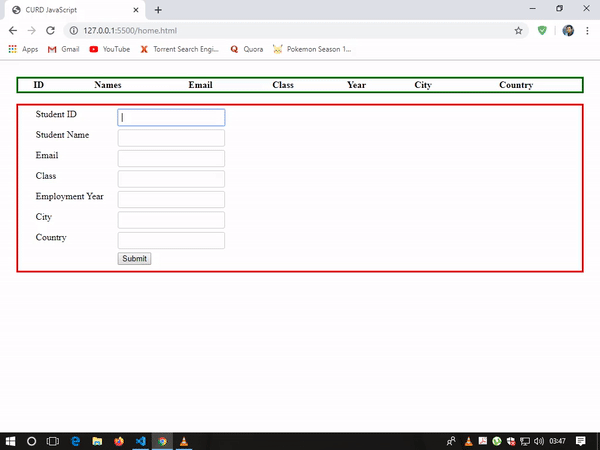 CURD JavaScript
127.0.0.1:5500/home.html
Apps Gmail YouTube Torrent Search Engi... Quora Pokemon Season 1...
ID Names Email Class Year City Country
Student ID
Student Name
Email
Class
Employment Year
City
Country
Submit
03:47